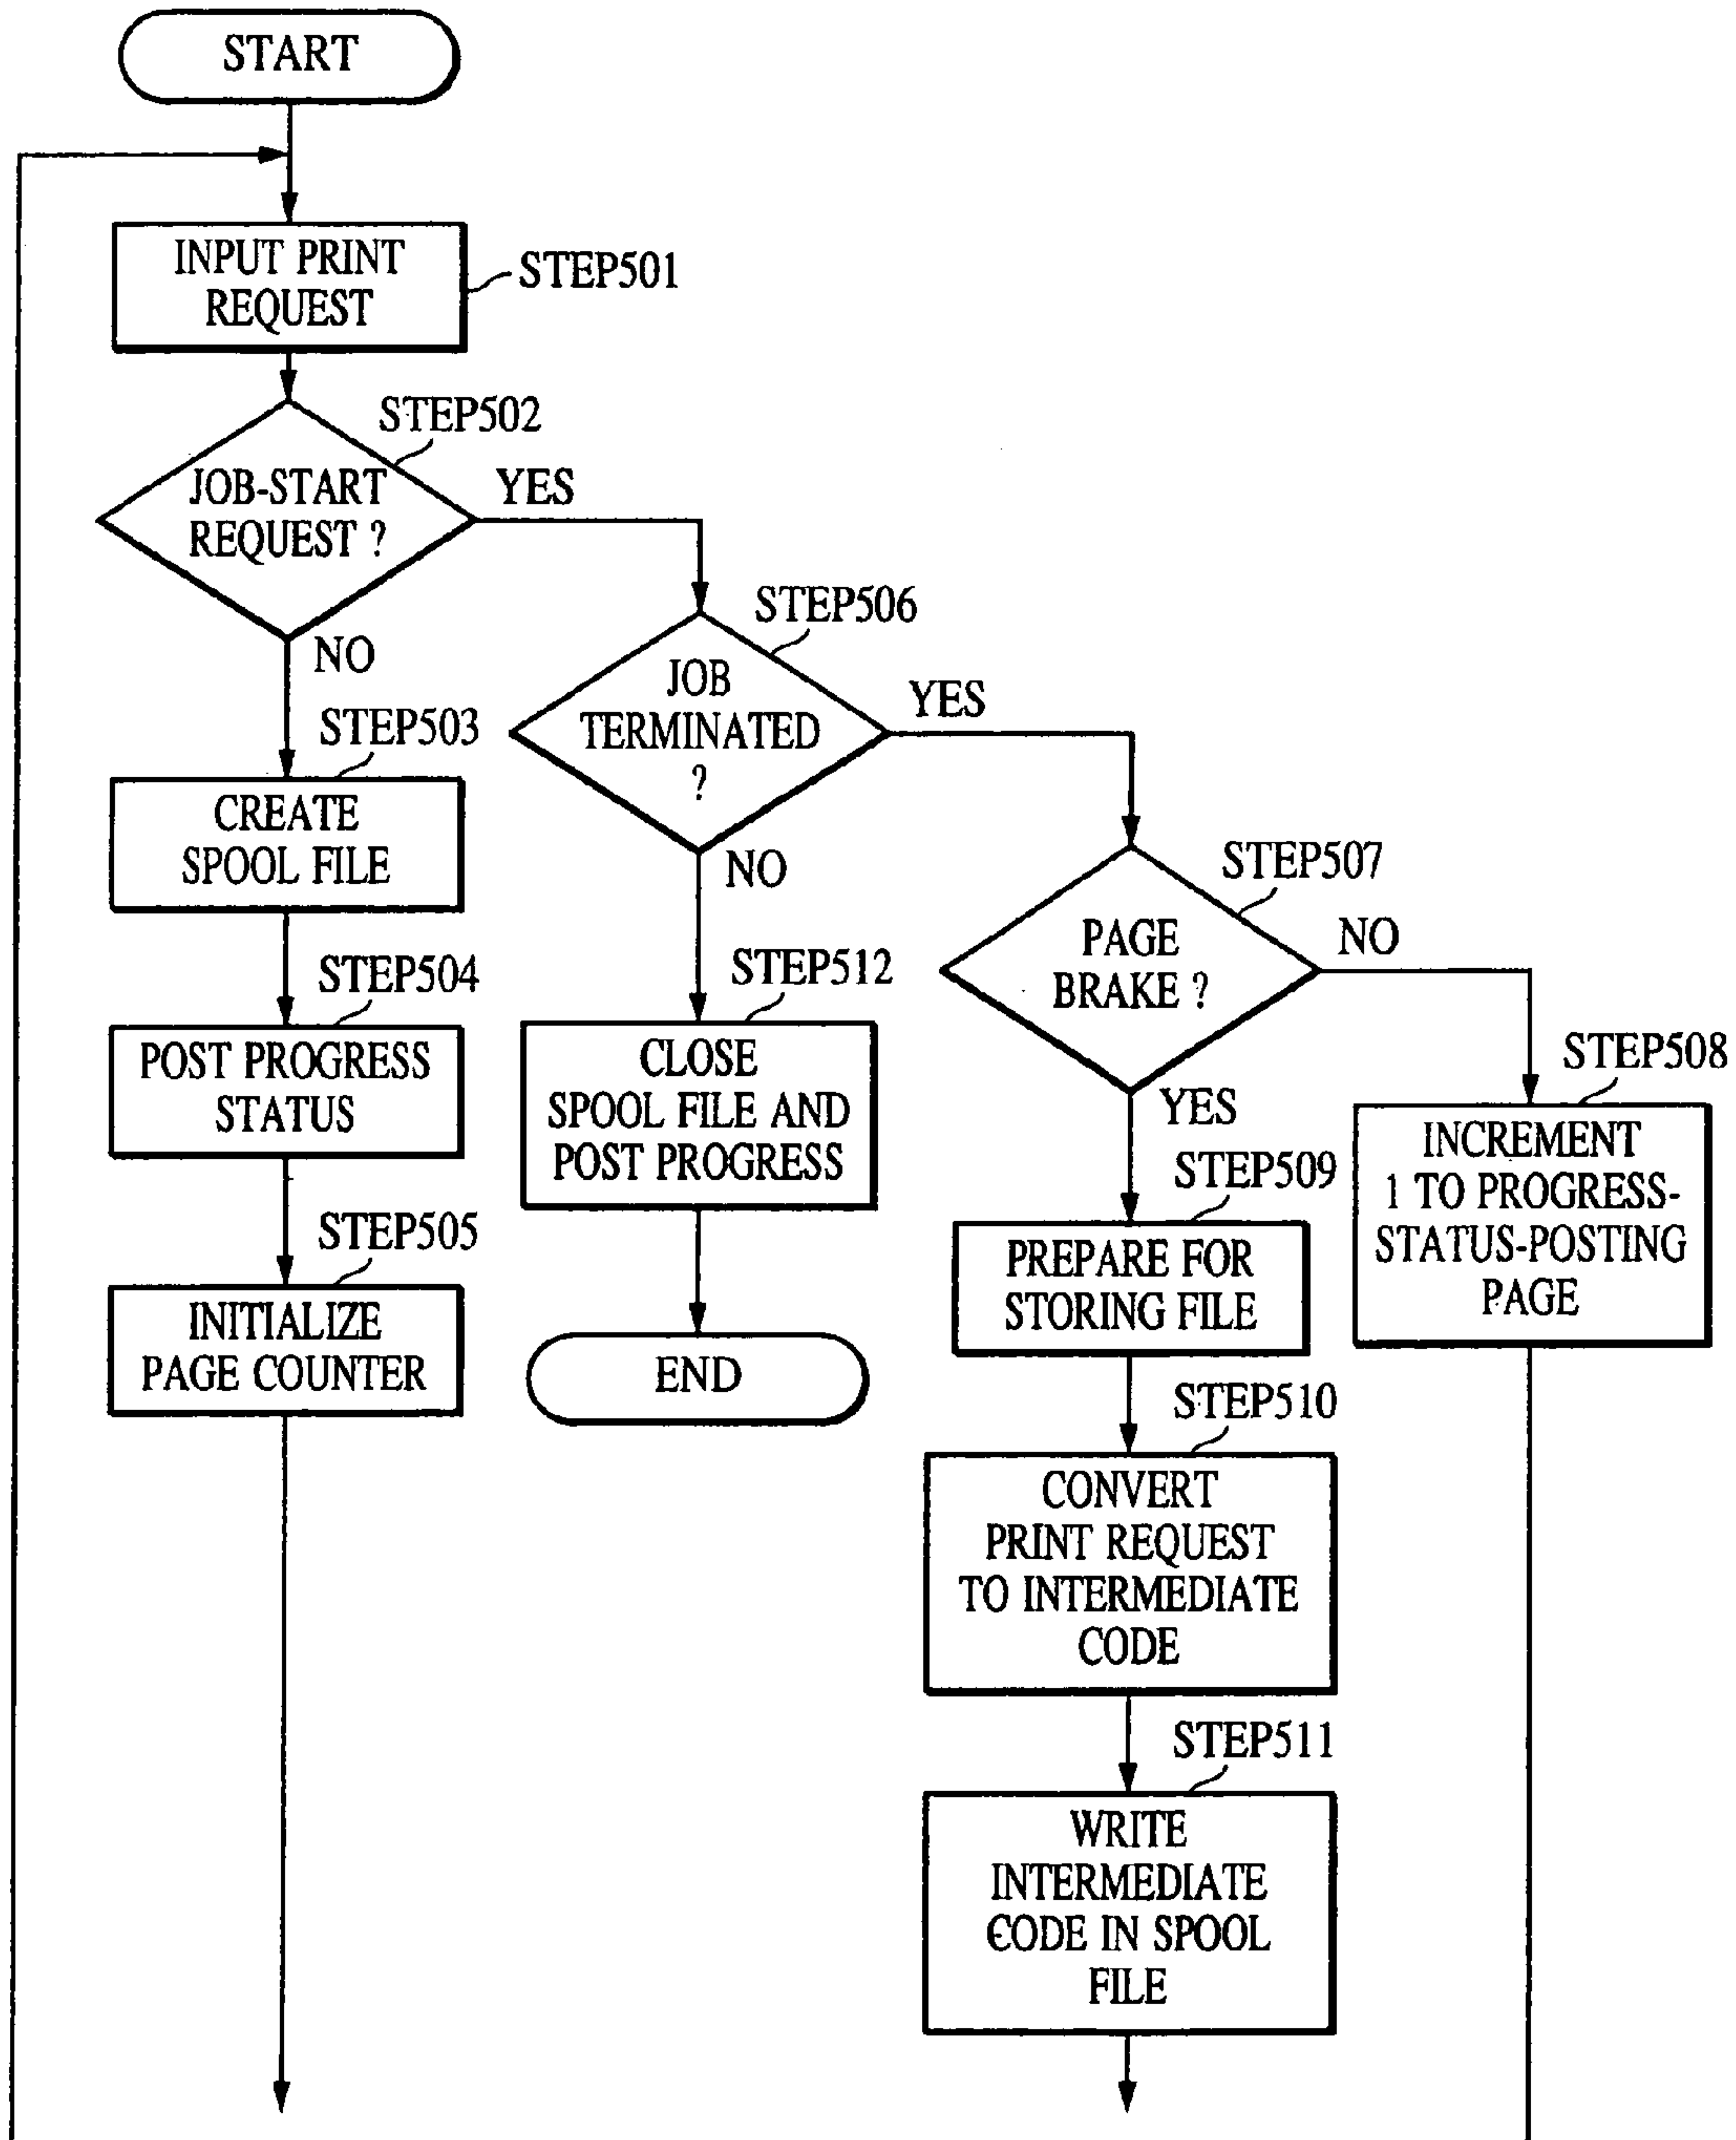 START
INPUT PRINT
REQUEST
STEP501
STEP502
JOB-START
REQUEST ?
YES
NO
STEP506
JOB
TERMINATED
?
YES
NO
STEP503
CREATE
SPOOL FILE
STEP507
PAGE
BRAKE ?
NO
YES
STEP504
POST PROGRESS
STATUS
STEP512
CLOSE
SPOOL FILE AND
POST PROGRESS
STEP508
INCREMENT
1 TO PROGRESS-
STATUS-POSTING
PAGE
STEP505
INITIALIZE
PAGE COUNTER
END
STEP509
PREPARE FOR
STORING FILE
STEP510
CONVERT
PRINT REQUEST
TO INTERMEDIATE
CODE
STEP511
WRITE
INTERMEDIATE
CODE IN SPOOL
FILE